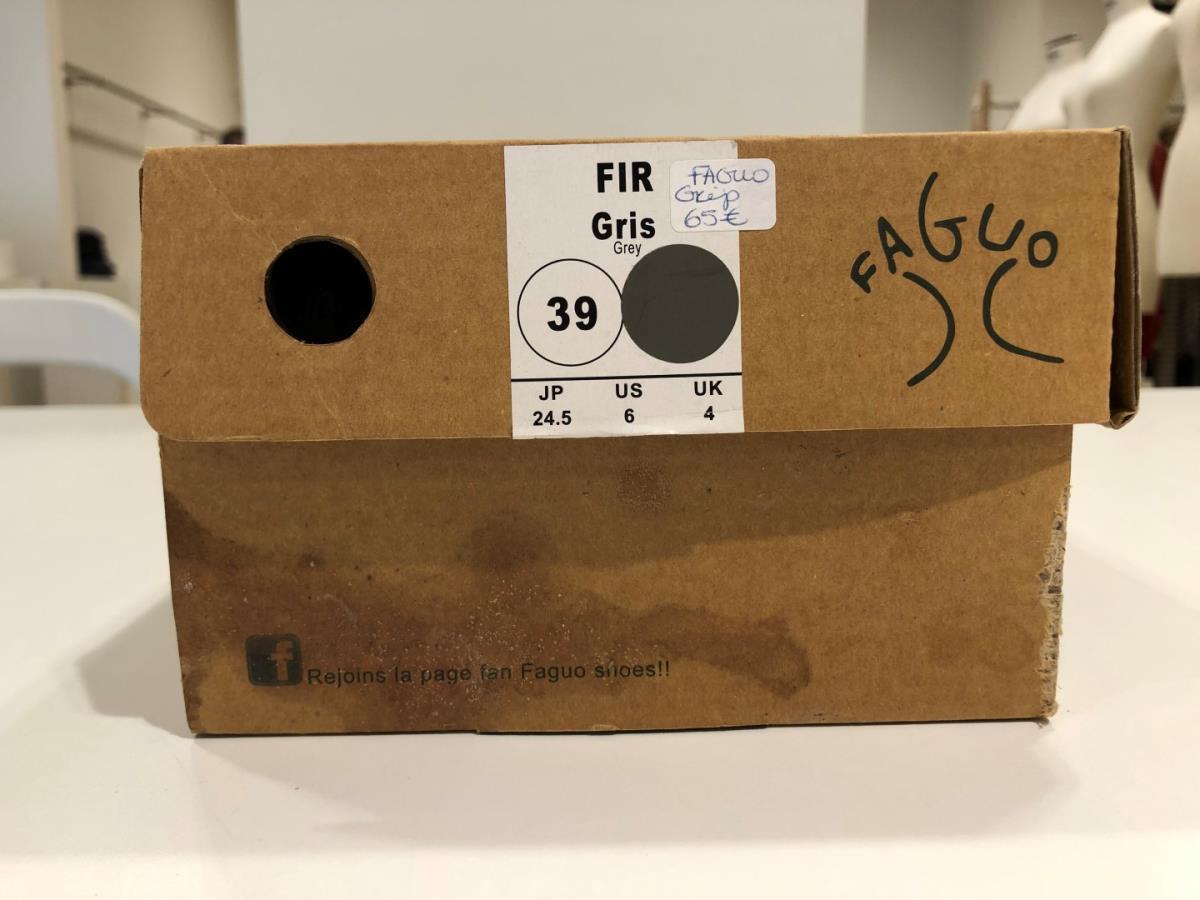 FIR
Gris
Grey
39
JP US UK
24.5 6 4
FAGUO
Grip
65€
FAGUO
Rejoins la page fan Faguo shoes!!